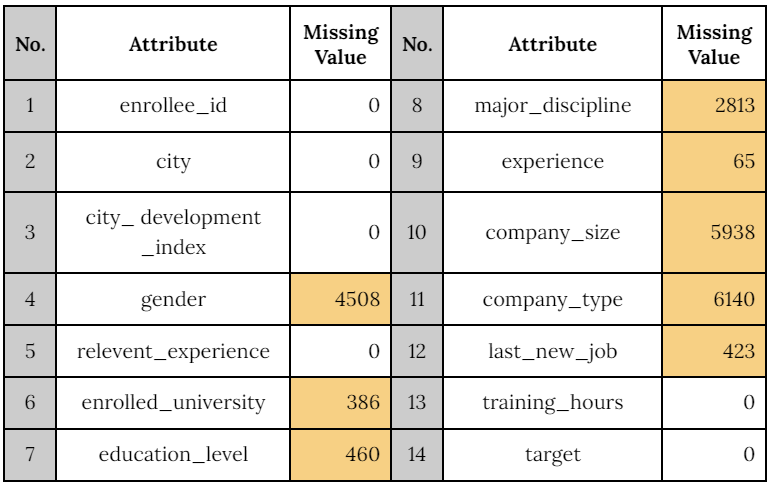 No. Attribute Missing Value No. Attribute Missing Value
1 enrollee_id 0 8 major_discipline 2813
2 city 0 9 experience 65
3 city_ development _index 0 10 company_size 5938
4 gender 4508 11 company_type 6140
5 relevent_experience 0 12 last_new_job 423
6 enrolled_university 386 13 training_hours 0
7 education_level 460 14 target 0